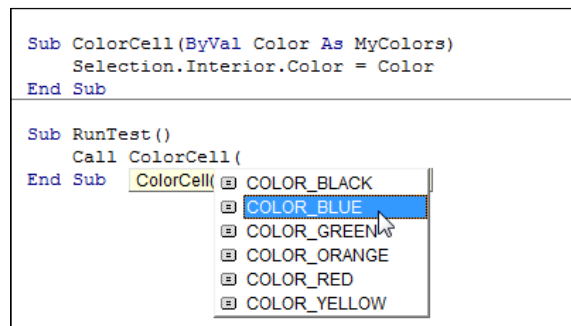 Sub ColorCell(ByVal Color As MyColors)
    Selection.Interior.Color = Color
End Sub
Sub RunTest()
    Call ColorCell(
End Sub
ColorCell(
COLOR_BLACK
COLOR_BLUE
COLOR_GREEN
COLOR_ORANGE
COLOR_RED
COLOR_YELLOW